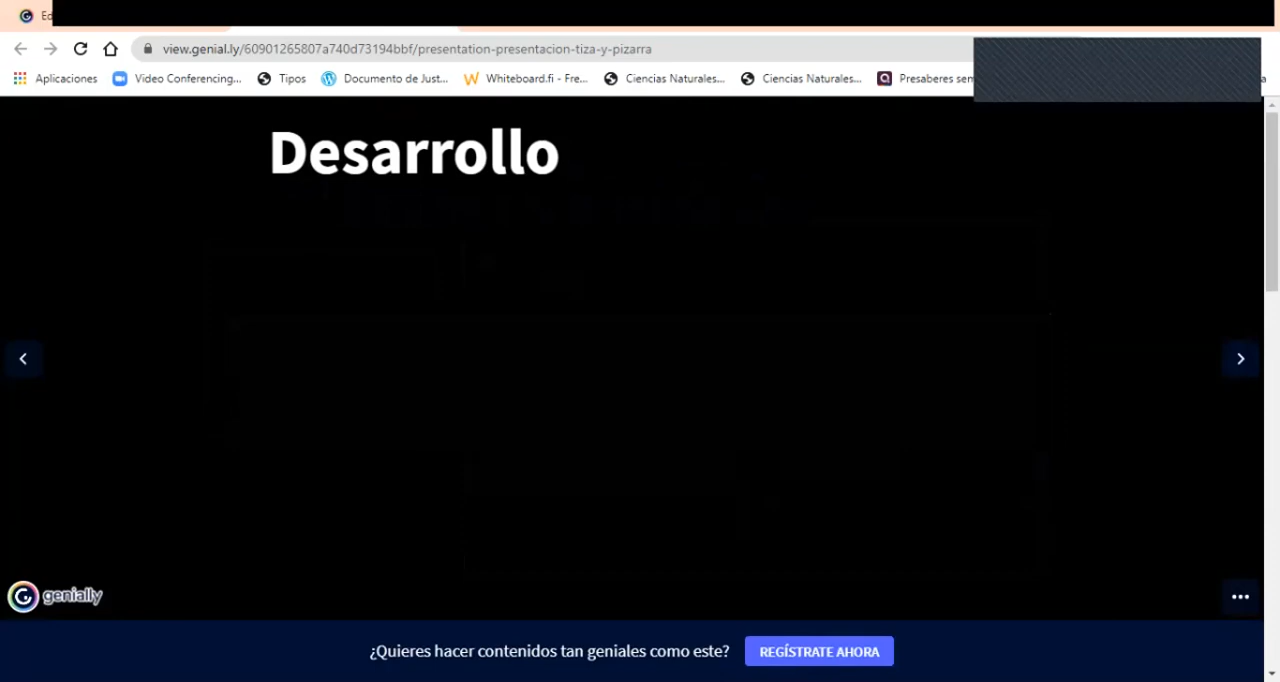 Ed
view.genial.ly/60901265807a740d73194bbf/presentation-presentacion-tiza-y-pizarra
Aplicaciones Video Conferencing... Tipos Documento de Just... Whiteboard.fi - Fre... Ciencias Naturales... Ciencias Naturales... Presaberes sem
Desarrollo
genially
¿Quieres hacer contenidos tan geniales como este? REGÍSTRATE AHORA